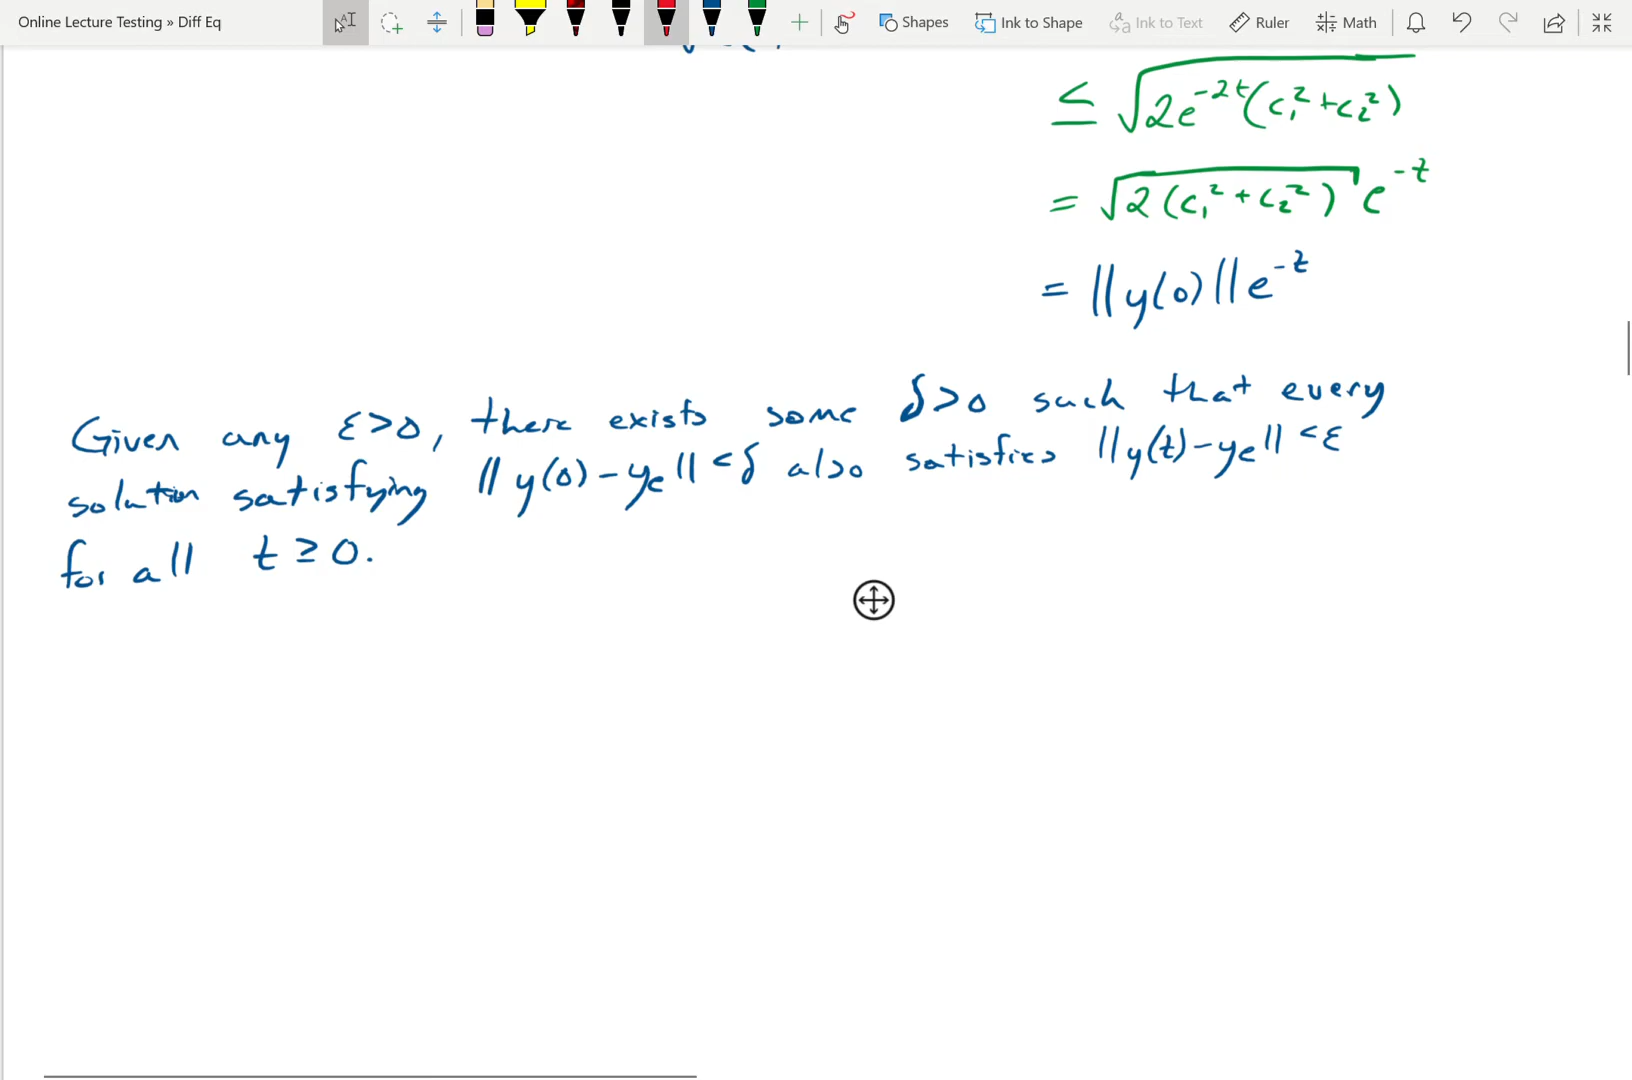 Online Lecture Testing » Diff Eq
Shapes
Ink to Shape
Ink to Text
Ruler
Math
≤ √(2e^{-2t}(c₁²+c₂²))
= √(2(c₁²+c₂²)) e^{-t}
= ||y(0)||e^{-t}
Given any ε>0, there exists some δ>0 such that every
solution satisfying ||y(0)-yₑ||<δ also satisfies ||y(t)-yₑ||<ε
for all t ≥ 0.